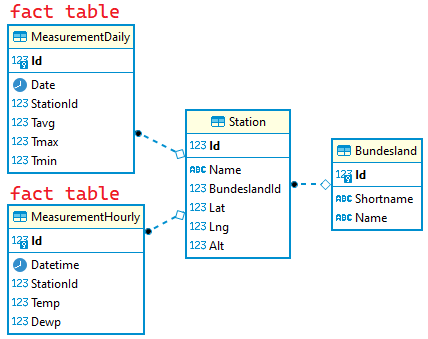 fact table
MeasurementDaily
123 Id
Date
123 StationId
123 Tavg
123 Tmax
123 Tmin
fact table
MeasurementHourly
123 Id
Datetime
123 StationId
123 Temp
123 Dewp
Station
123 Id
ABC Name
123 BundeslandId
123 Lat
123 Lng
123 Alt
Bundesland
123 Id
ABC Shortname
ABC Name